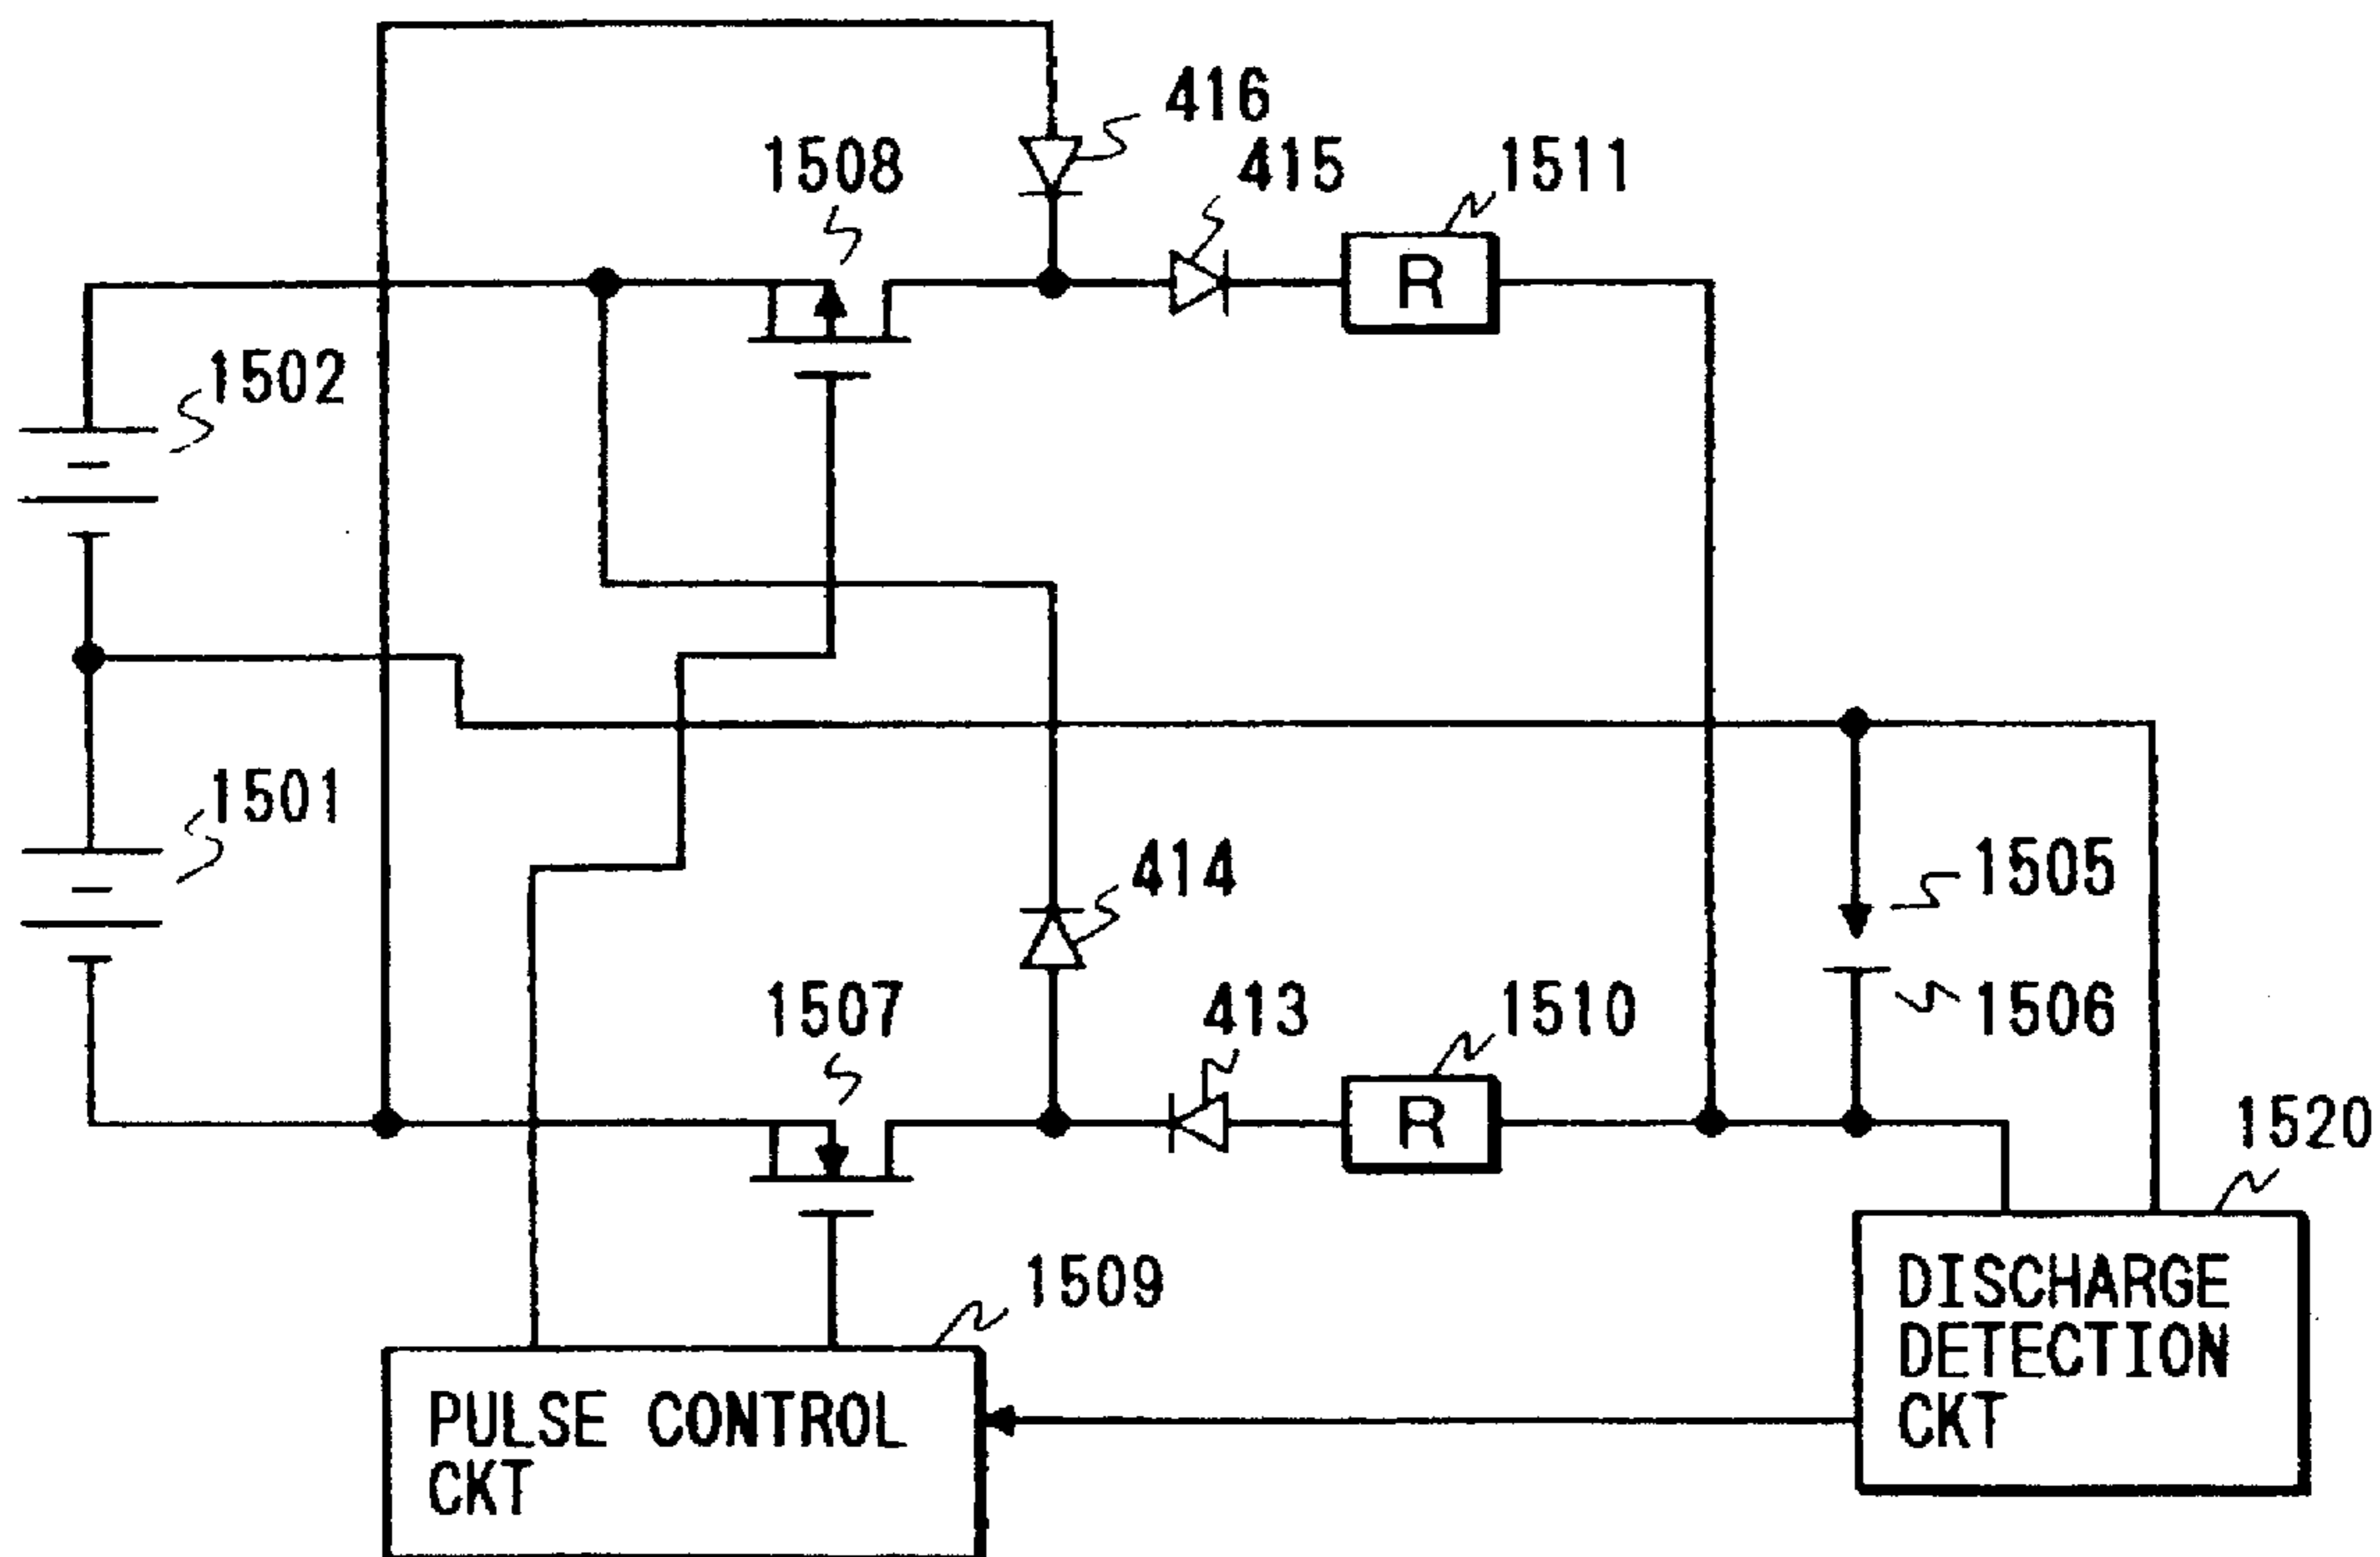 416
1508
415
1511
R
1502
1501
414
1505
1507
413
1510
1506
R
1520
1509
DISCHARGE
DETECTION
CKT
PULSE CONTROL
CKT